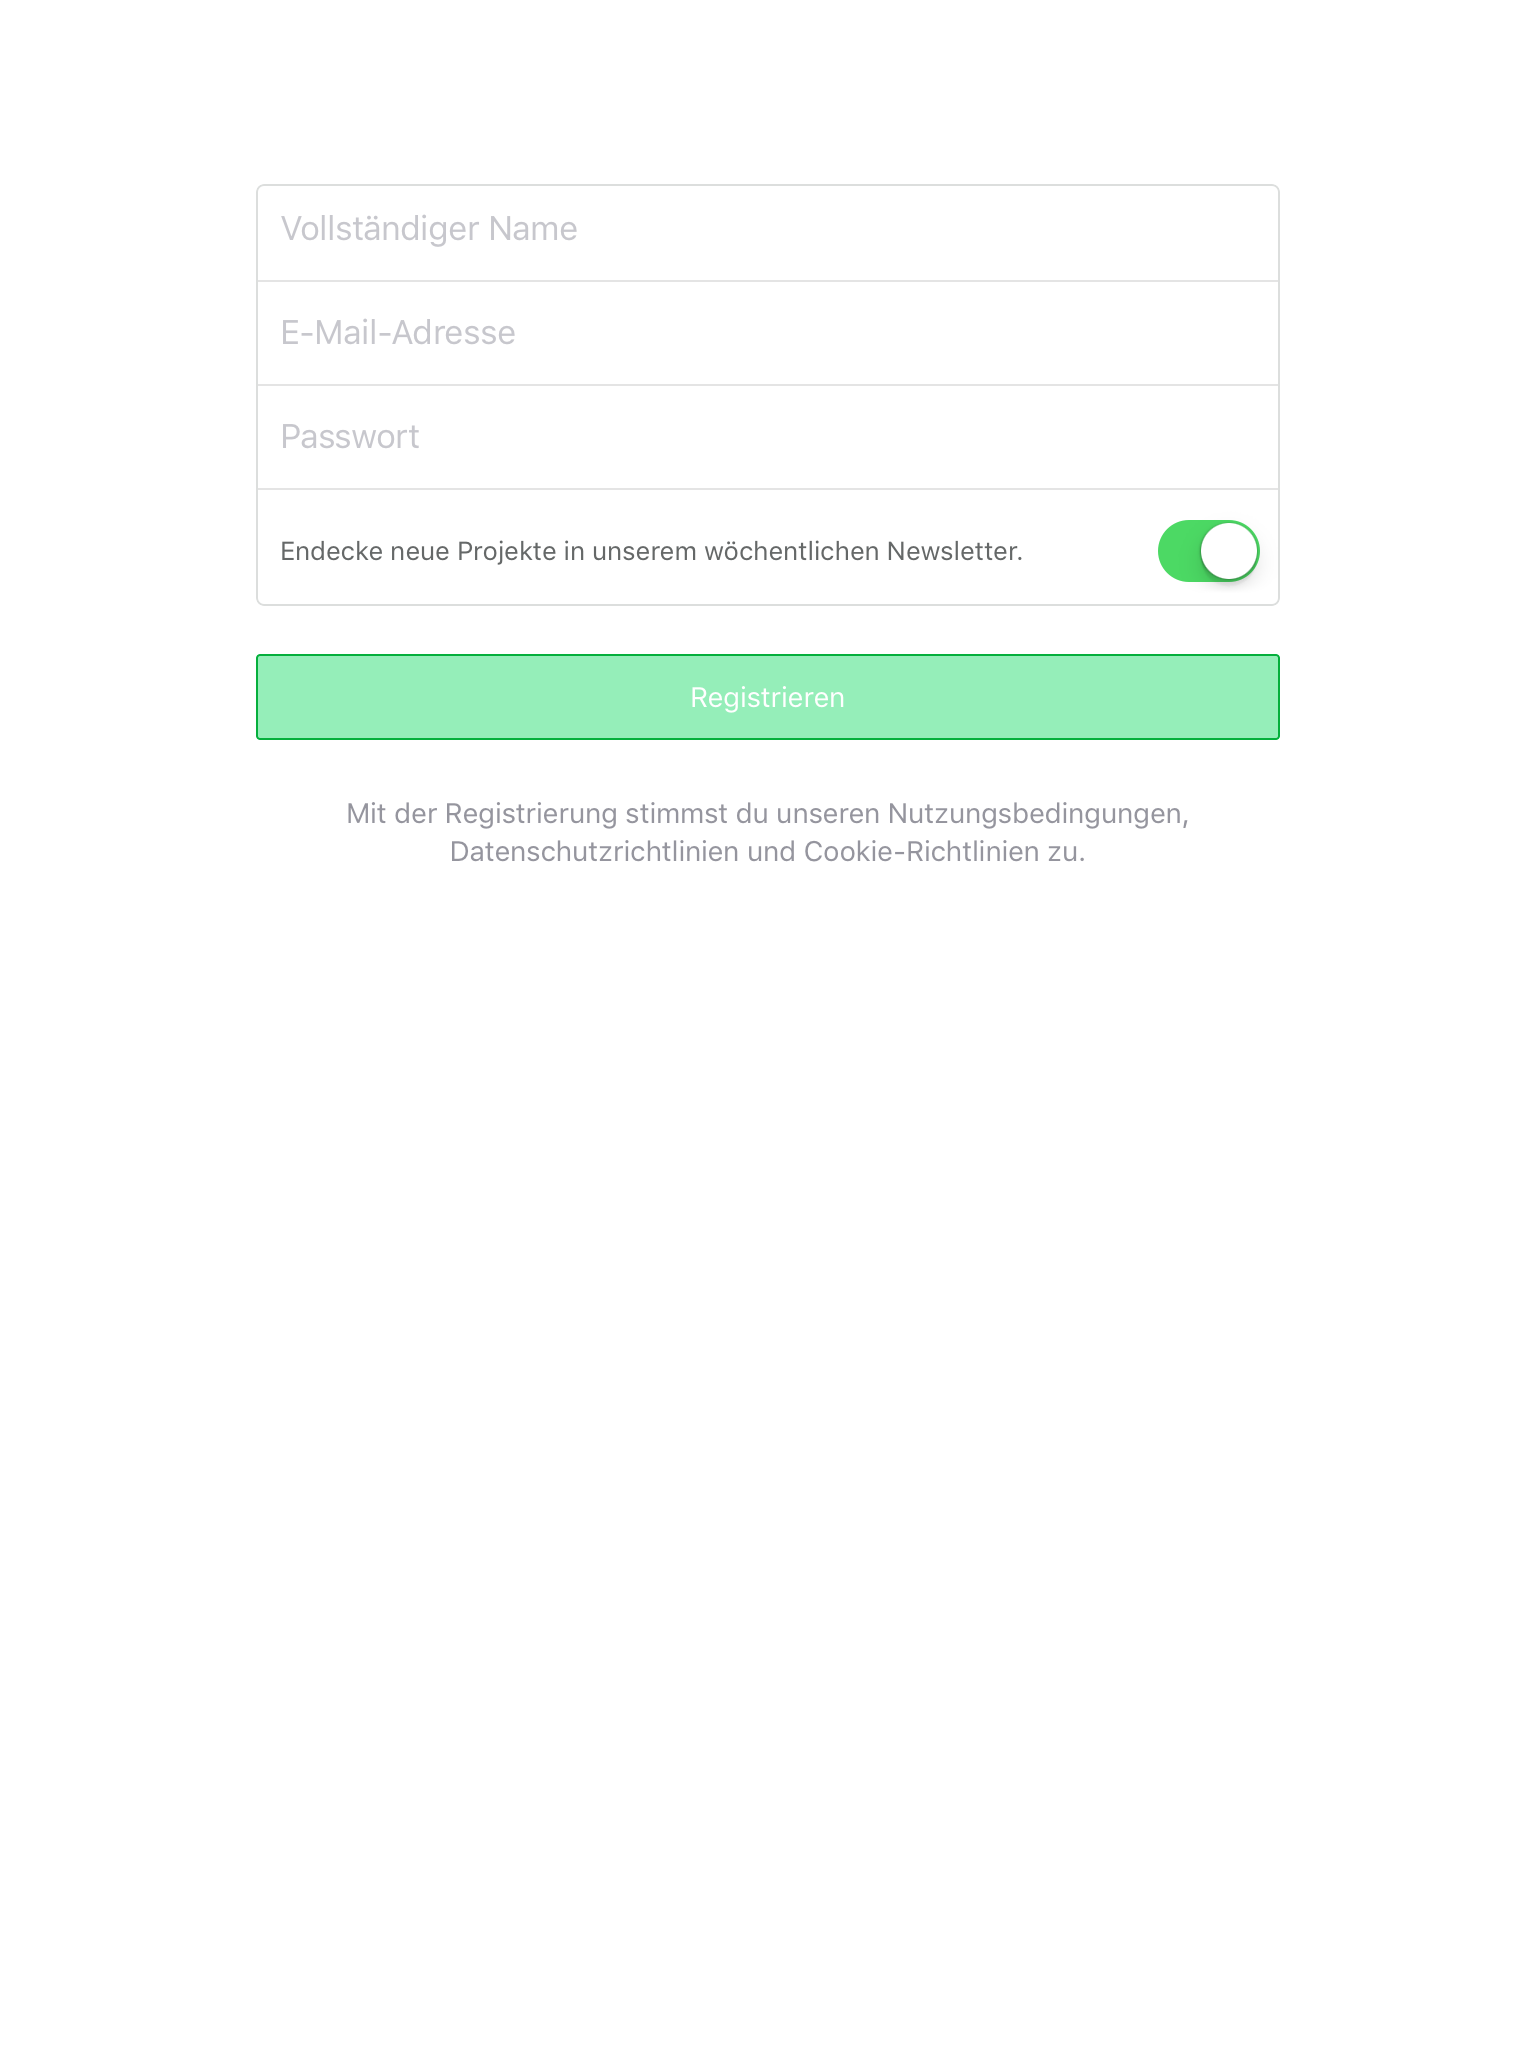 Vollständiger Name
E-Mail-Adresse
Passwort
Endecke neue Projekte in unserem wöchentlichen Newsletter.
Registrieren
Mit der Registrierung stimmst du unseren Nutzungsbedingungen,
Datenschutzrichtlinien und Cookie-Richtlinien zu.